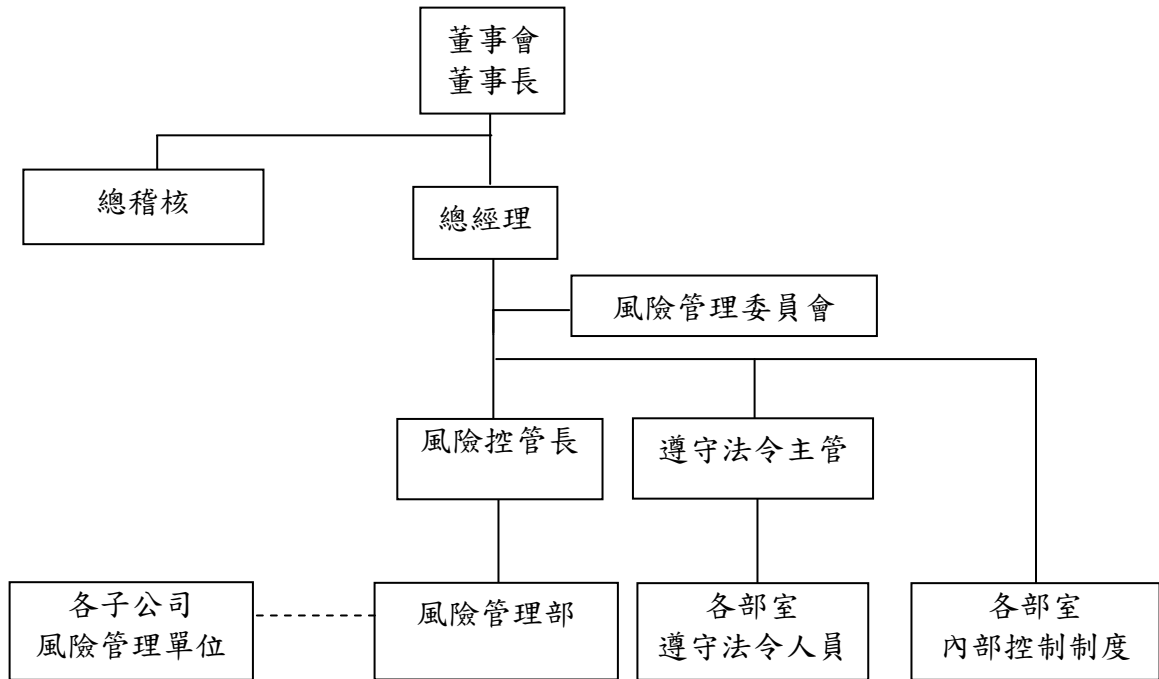 董事會
董事長
總稽核
總經理
風險管理委員會
風險控管長
遵守法令主管
各子公司
風險管理單位
風險管理部
各部室
遵守法令人員
各部室
內部控制制度